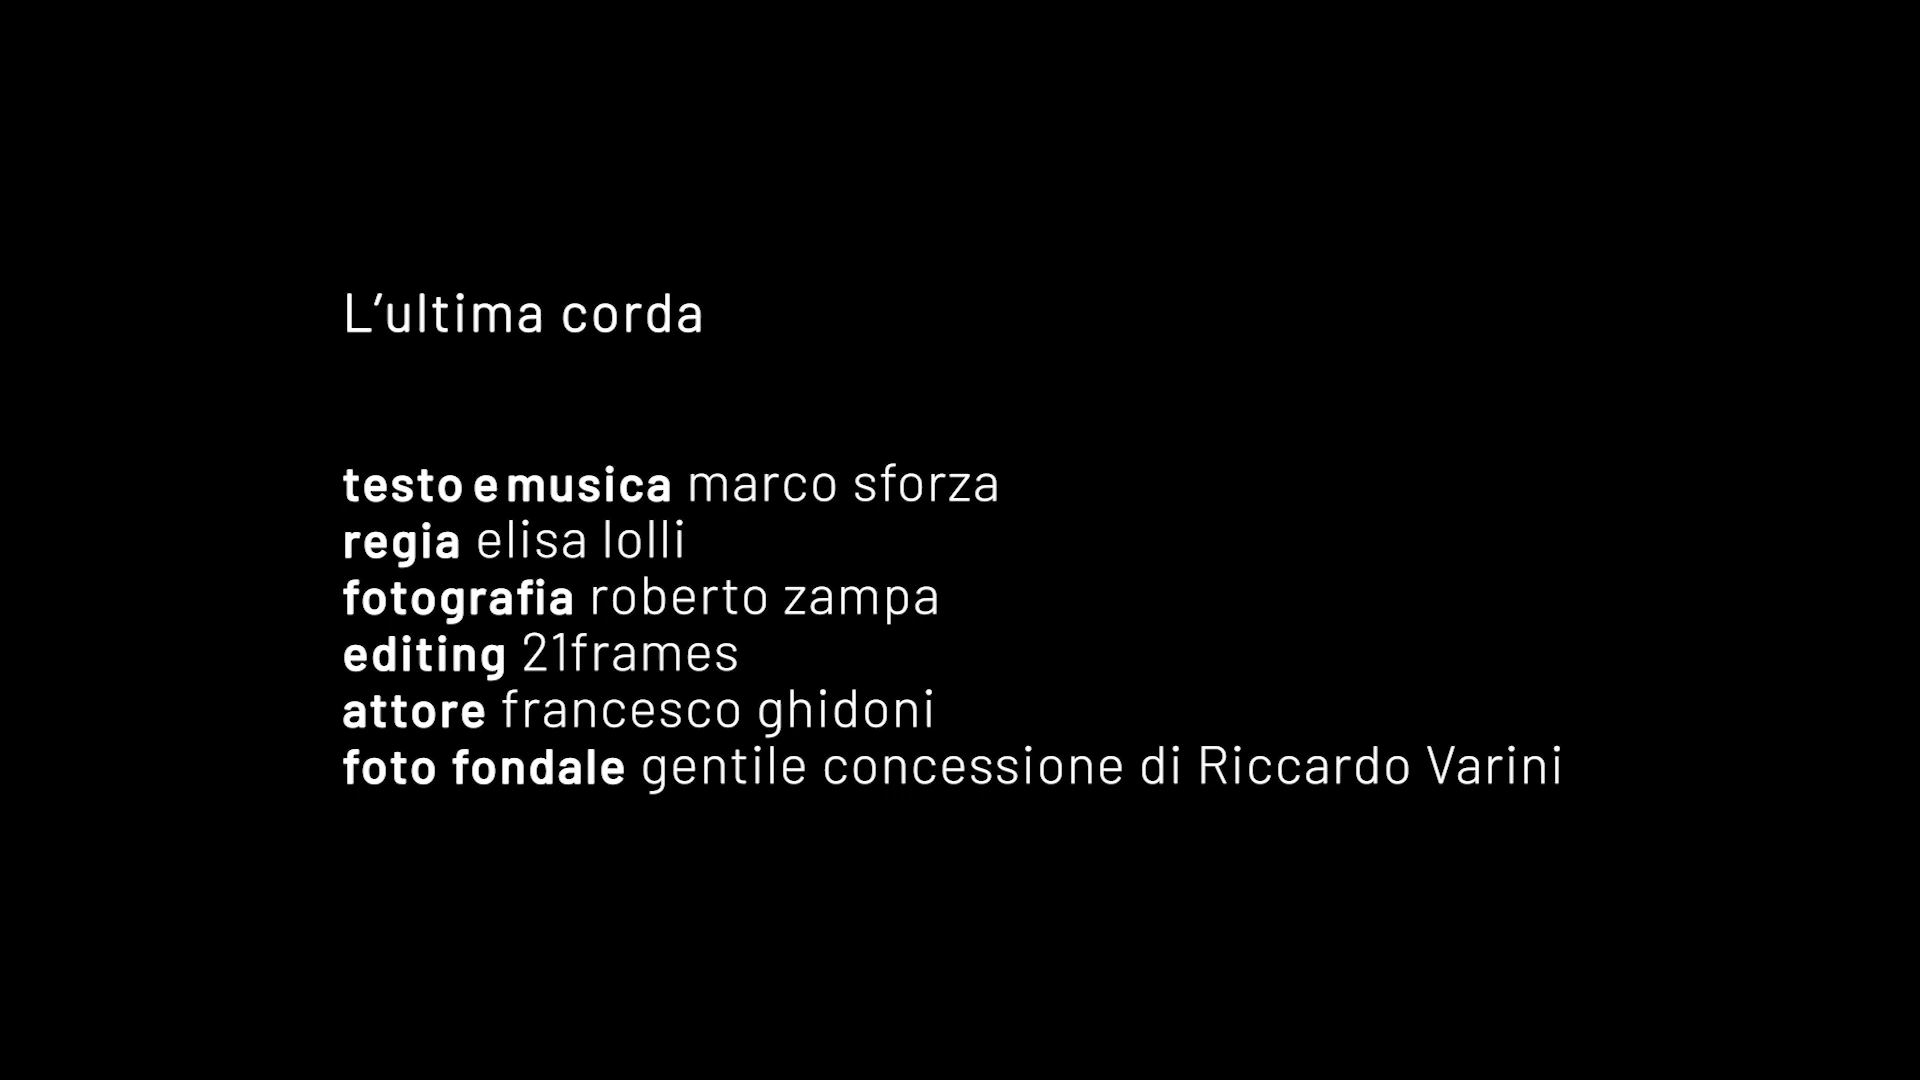 L’ultima corda
testo e musica marco sforza
regia elisa lolli
fotografia roberto zampa
editing 21frames
attore francesco ghidoni
foto fondale gentile concessione di Riccardo Varini